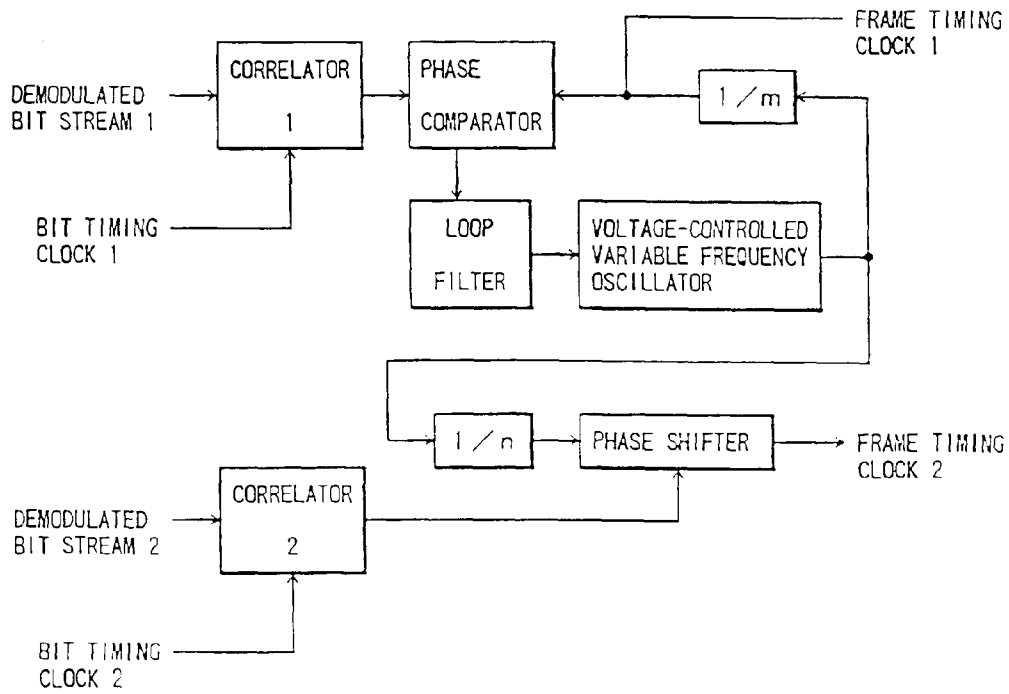 FRAME TIMING
CLOCK 1
CORRELATOR
1
PHASE
COMPARATOR
1/m
DEMODULATED
BIT STREAM 1
BIT TIMING
CLOCK 1
LOOP
FILTER
VOLTAGE-CONTROLLED
VARIABLE FREQUENCY
OSCILLATOR
1/n
PHASE SHIFTER
FRAME TIMING
CLOCK 2
CORRELATOR
2
DEMODULATED
BIT STREAM 2
BIT TIMING
CLOCK 2